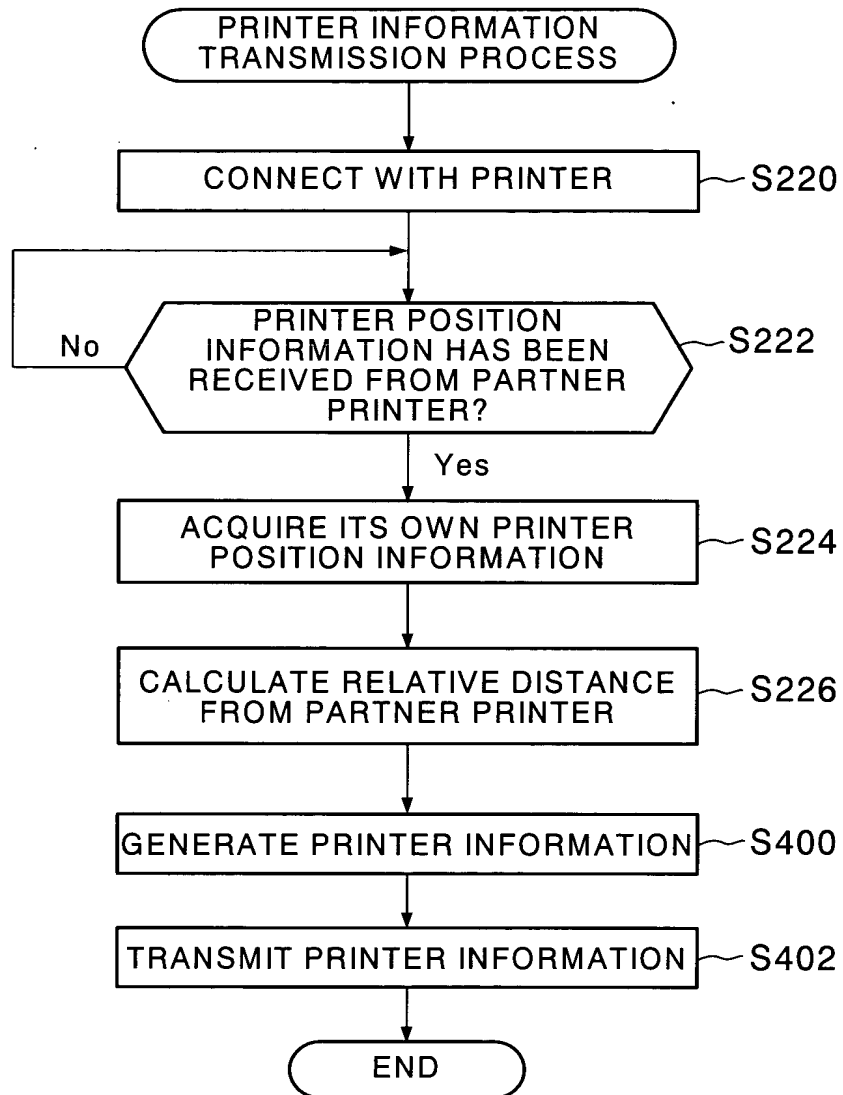 PRINTER INFORMATION
TRANSMISSION PROCESS
CONNECT WITH PRINTER
S220
PRINTER POSITION
INFORMATION HAS BEEN
RECEIVED FROM PARTNER
PRINTER?
S222
No
Yes
ACQUIRE ITS OWN PRINTER
POSITION INFORMATION
S224
CALCULATE RELATIVE DISTANCE
FROM PARTNER PRINTER
S226
GENERATE PRINTER INFORMATION
S400
TRANSMIT PRINTER INFORMATION
S402
END